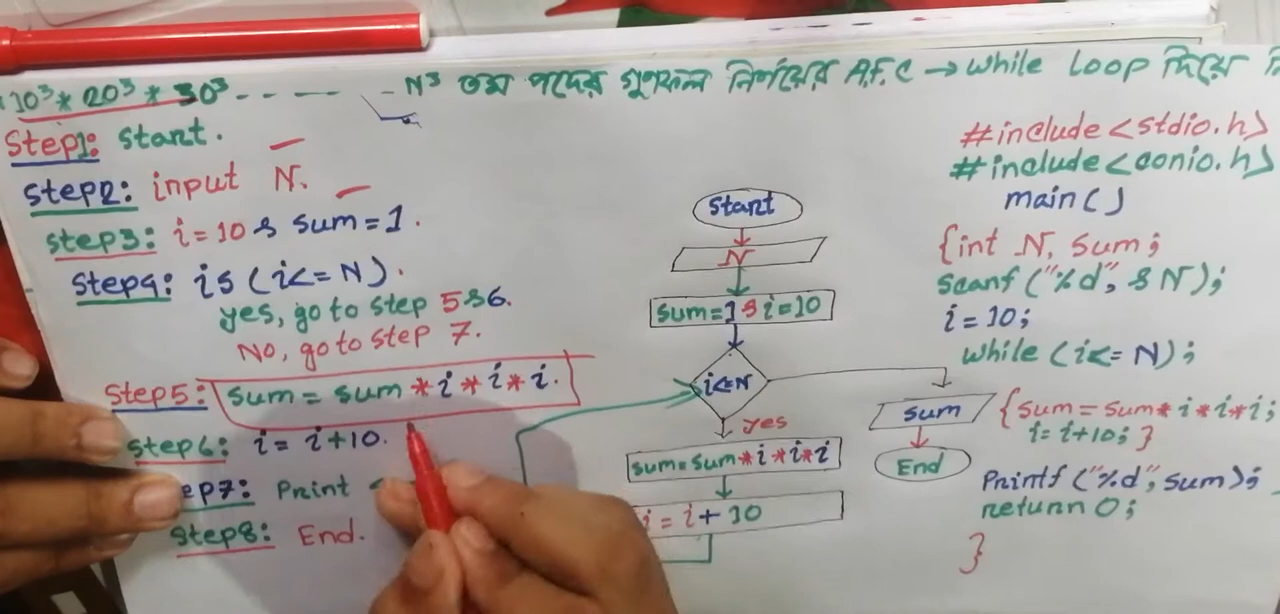 10³ * 20³ * 30³ - - - - - - N³ তম পদের গুণফল নির্ণয়ের A.F.C → While Loop দিয়ে
Step1: Start.
Step2: input N.
Step3: i=10 & sum=1.
Step4: is (i<=N).
yes, go to step 5&6.
No, go to step 7.
Step5: sum = sum * i * i * i.
Step6: i = i+10.
ep7: Print
Step8: End.
Start
N
sum=1 & i=10
i<=N
yes
sum=sum*i*i*i
i = i+10
sum
End
#include<stdio.h>
#include<conio.h>
main()
{int N, Sum;
scanf ("%d", &N);
i=10;
while (i<=N);
{sum=sum*i*i*i;
i=i+10; }
Printf ("%d", sum);
return 0;
}